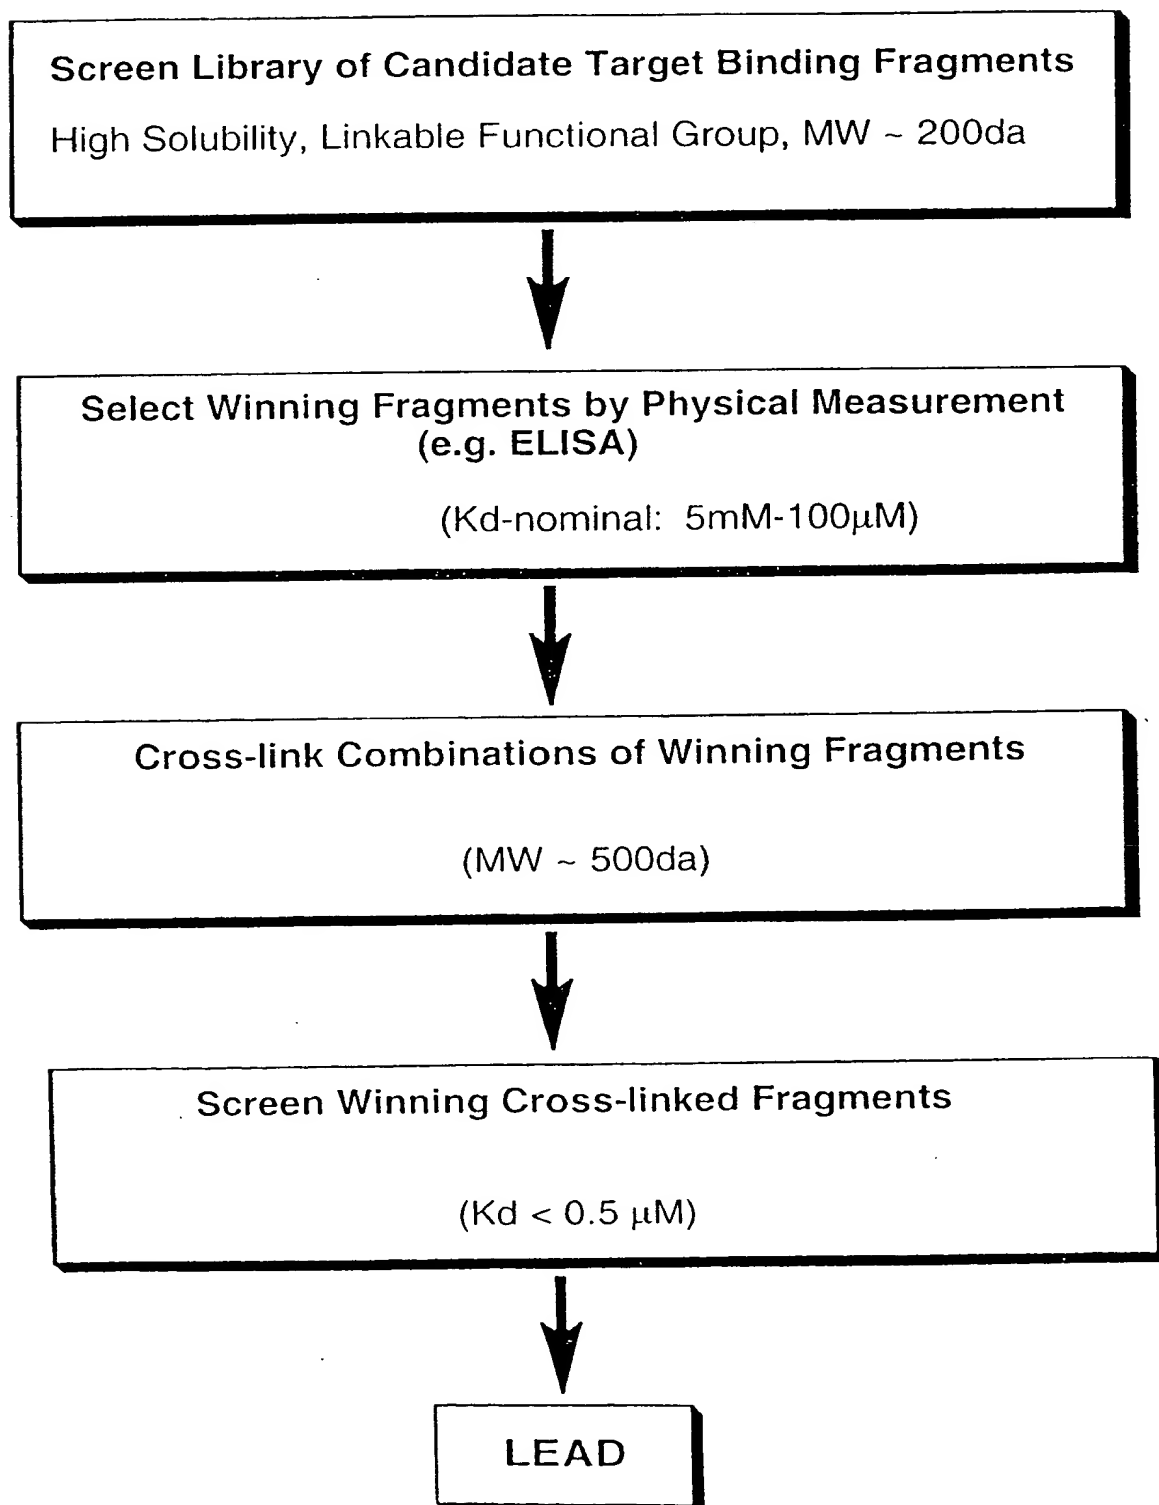 Screen Library of Candidate Target Binding Fragments
High Solubility, Linkable Functional Group, MW ~ 200da
Select Winning Fragments by Physical Measurement
(e.g. ELISA)
(Kd-nominal: 5mM-100µM)
Cross-link Combinations of Winning Fragments
(MW ~ 500da)
Screen Winning Cross-linked Fragments
(Kd < 0.5 µM)
LEAD